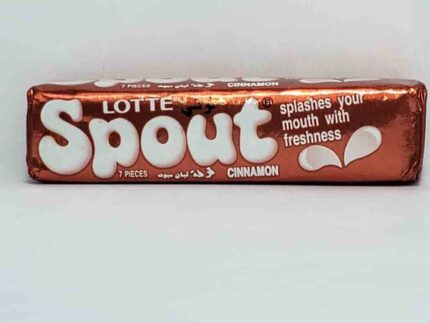 7 PIECES
CINNAMON
LOTTE
Spout
splashes your
mouth with
freshness
7 PIECES
CINNAMON